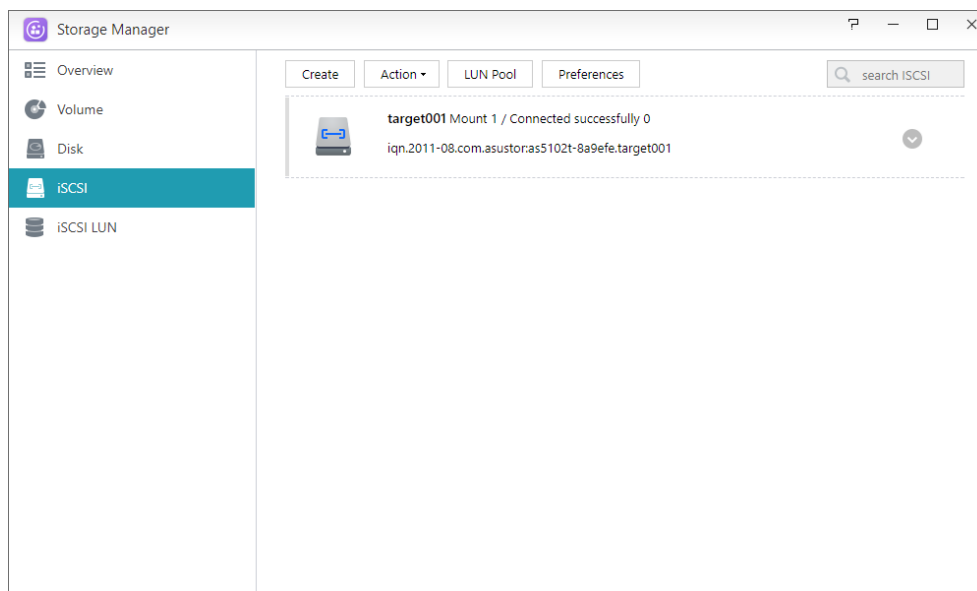 Storage Manager
Overview
Volume
Disk
iSCSI
iSCSI LUN
Create
Action
LUN Pool
Preferences
search ISCSI
target001 Mount 1 / Connected successfully 0
iqn.2011-08.com.asustor:as5102t-8a9efe.target001